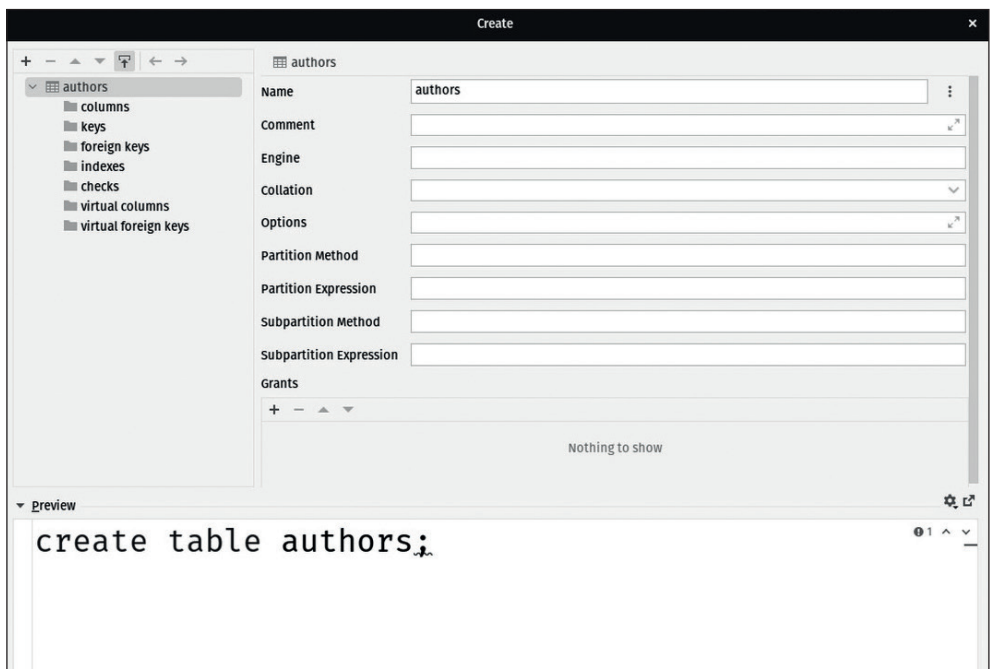 Create
authors
columns
keys
foreign keys
indexes
checks
virtual columns
virtual foreign keys
authors
Name authors
Comment
Engine
Collation
Options
Partition Method
Partition Expression
Subpartition Method
Subpartition Expression
Grants
Nothing to show
Preview
create table authors;
1